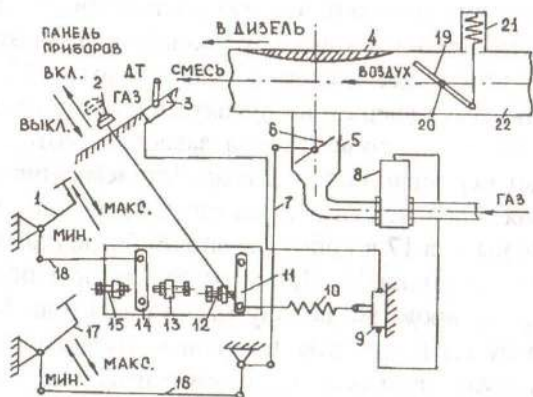 ПАНЕЛЬ
ПРИБОРОВ
В ДИЗЕЛЬ
4
19
21
ВКЛ.
2
ДТ
ГАЗ
3
СМЕСЬ
ВОЗДУХ
20
22
ВЫКЛ.
6
5
8
ГАЗ
1
МАКС.
МИН.
7
18
11
10
15
14
13
12
9
17
МАКС.
МИН.
16